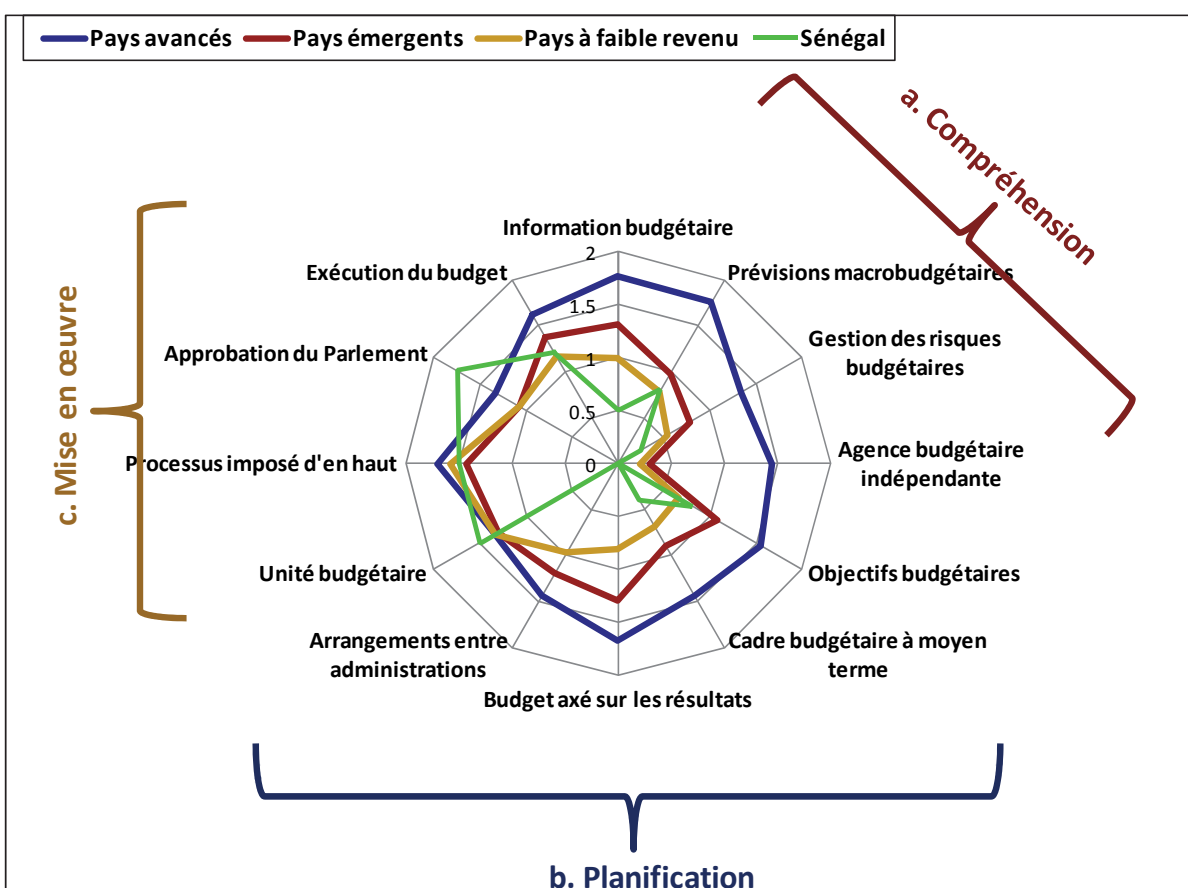 Pays avancés Pays émergents Pays à faible revenu Sénégal
a. Compréhension
c. Mise en œuvre
Information budgétaire
Prévisions macrobudgétaires
Gestion des risques
budgétaires
Agence budgétaire
indépendante
Objectifs budgétaires
Cadre budgétaire à moyen
terme
Budget axé sur les résultats
Arrangements entre
administrations
Unité budgétaire
Processus imposé d'en haut
Approbation du Parlement
Exécution du budget
2
1.5
1
0.5
0
b. Planification